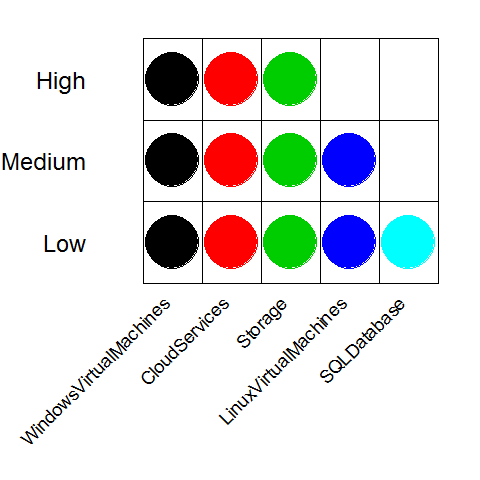 High
Medium
Low
WindowsVirtualMachines
CloudServices
Storage
LinuxVirtualMachines
SQLDatabase